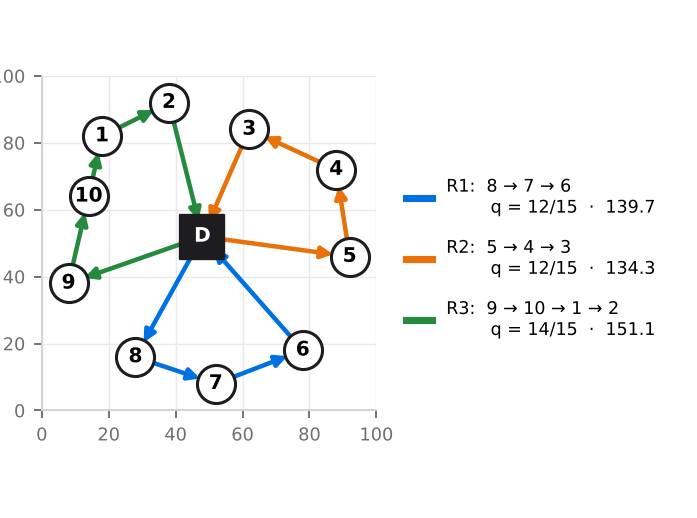 00
80
60
40
20
0
0 20 40 60 80 100
2
1
3
4
10
D
9
5
8
7
6
R1: 8 → 7 → 6
q = 12/15 · 139.7
R2: 5 → 4 → 3
q = 12/15 · 134.3
R3: 9 → 10 → 1 → 2
q = 14/15 · 151.1